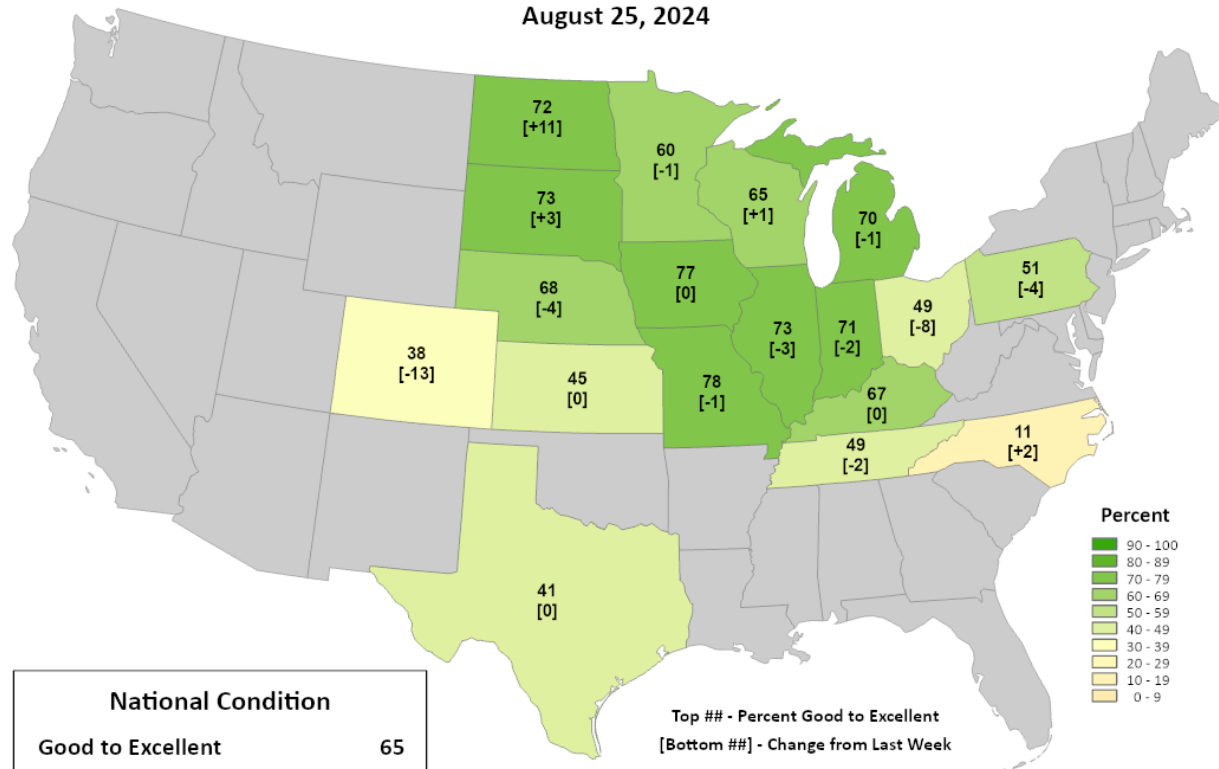 August 25, 2024
72
[+11]
60
[-1]
65
[+1]
73
[+3]
70
[-1]
77
[0]
51
[-4]
68
[-4]
49
[-8]
73
[-3]
71
[-2]
38
[-13]
45
[0]
78
[-1]
67
[0]
49
[-2]
11
[+2]
41
[0]
Percent
90 - 100
80 - 89
70 - 79
60 - 69
50 - 59
40 - 49
30 - 39
20 - 29
10 - 19
0 - 9
National Condition
Good to Excellent 65
Top ## - Percent Good to Excellent
[Bottom ##] - Change from Last Week